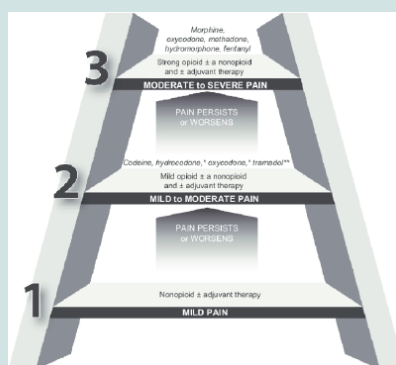 Morphine,
oxycodone, methadone,
hydromorphone, fentanyl
3
Strong opioid ± a nonopioid
and ± adjuvant therapy
MODERATE to SEVERE PAIN
PAIN PERSISTS
or WORSENS
Codeine, hydrocodone,* oxycodone,* tramadol**
2
Mild opioid ± a nonopioid
and ± adjuvant therapy
MILD to MODERATE PAIN
PAIN PERSISTS
or WORSENS
1
Nonopioid ± adjuvant therapy
MILD PAIN